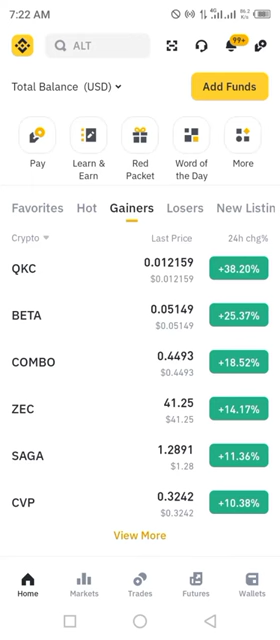 7:22 AM
4G
99+
ALT
Total Balance (USD)
Add Funds
Pay
Learn & Earn
Red Packet
Word of the Day
More
Favorites Hot Gainers Losers New Listin
Crypto Last Price 24h chg%
QKC 0.012159 +38.20%
$0.012159
BETA 0.05149 +25.37%
$0.05149
COMBO 0.4493 +18.52%
$0.4493
ZEC 41.25 +14.17%
$41.25
SAGA 1.2891 +11.36%
$1.28
CVP 0.3242 +10.38%
$0.3242
View More
Home Markets Trades Futures Wallets